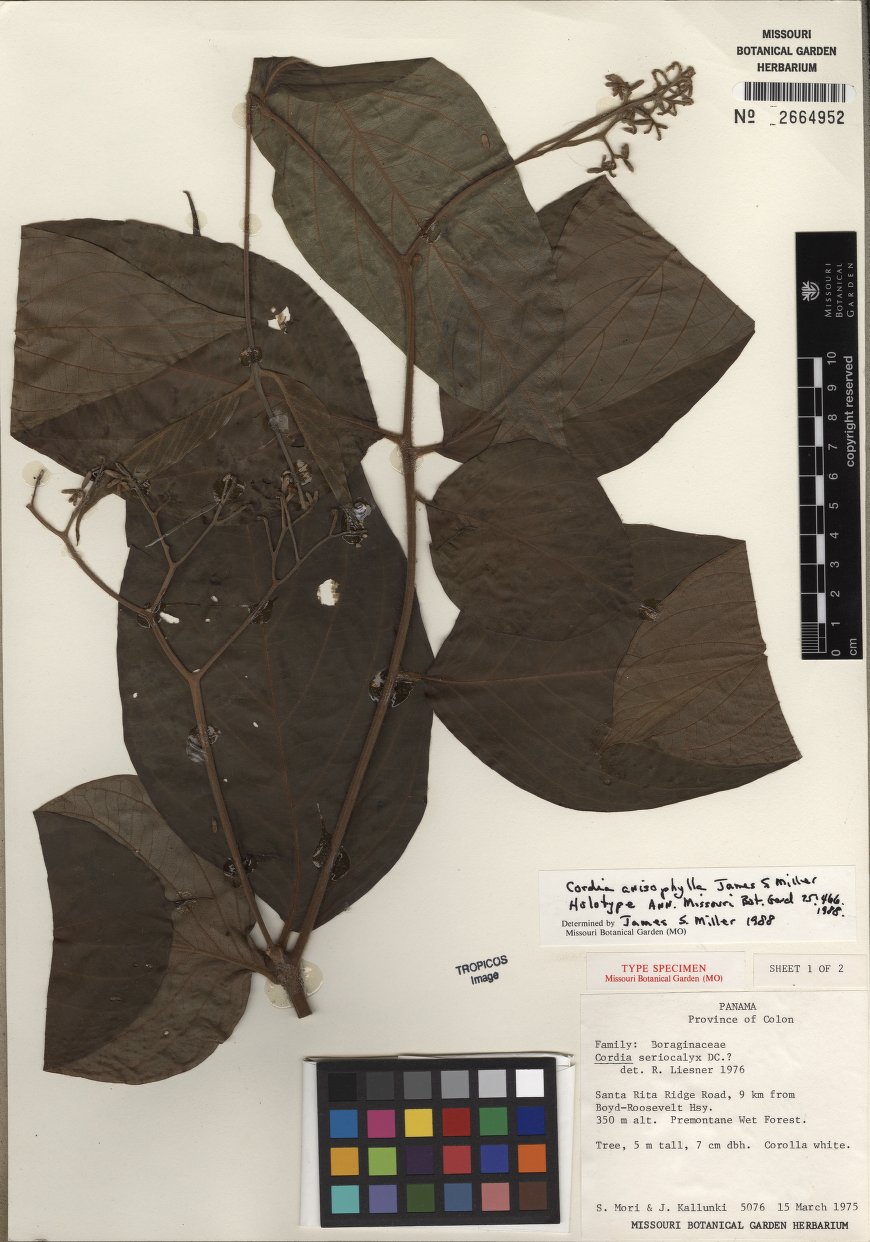 MISSOURI
BOTANICAL GARDEN
HERBARIUM
Nº 2664952
MISSOURI
BOTANICAL
GARDEN
copyright reserved
10
9
8
7
6
5
4
3
2
1
0
cm
Cordia anisophylla James S Miller
Holotype Ann. Missouri Bot. Gard 75:466.
1988.
Determined by James S. Miller 1988
Missouri Botanical Garden (MO)
TROPICOS
Image
TYPE SPECIMEN
Missouri Botanical Garden (MO)
SHEET 1 OF 2
PANAMA
Province of Colon
Family: Boraginaceae
Cordia seriocalyx DC.?
det. R. Liesner 1976
Santa Rita Ridge Road, 9 km from
Boyd-Roosevelt Hsy.
350 m alt. Premontane Wet Forest.
Tree, 5 m tall, 7 cm dbh. Corolla white.
S. Mori & J. Kallunki 5076 15 March 1975
MISSOURI BOTANICAL GARDEN HERBARIUM